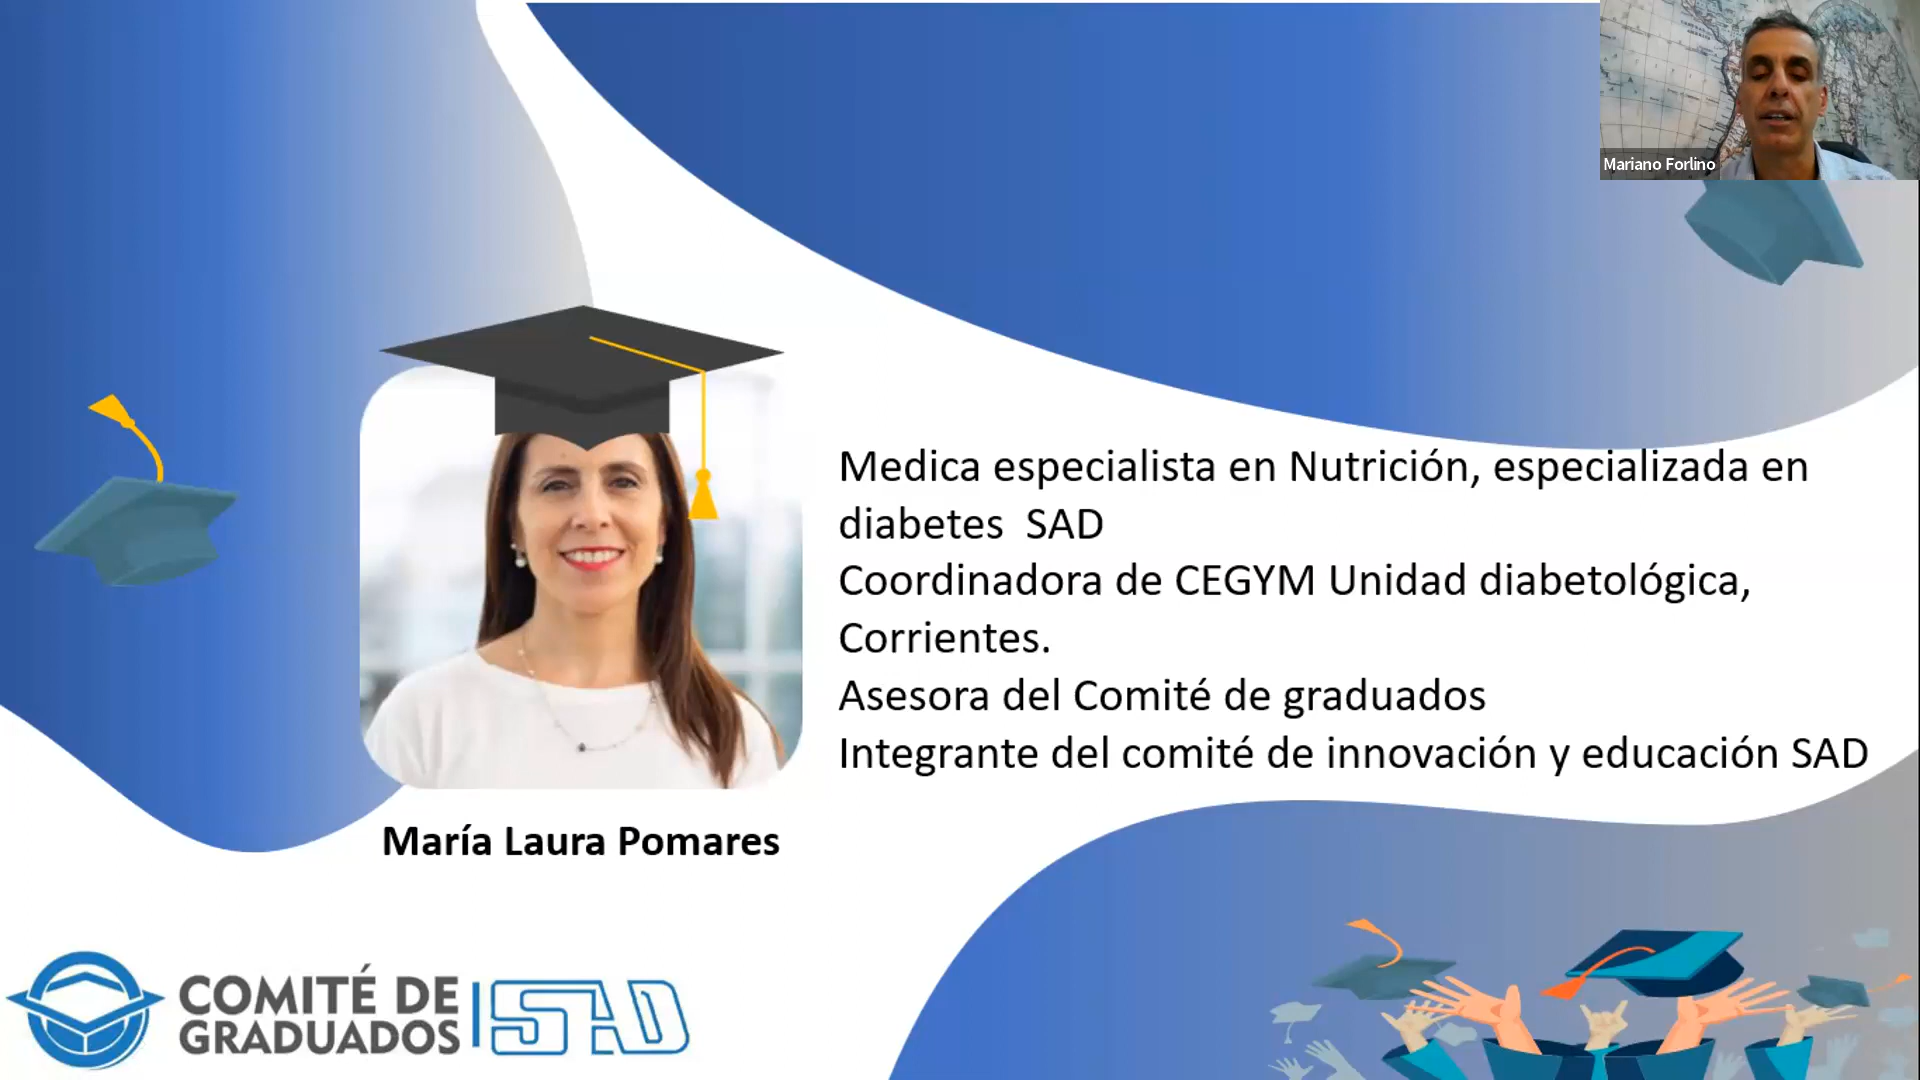 Mariano Forlino
Medica especialista en Nutrición, especializada en
diabetes  SAD
Coordinadora de CEGYM Unidad diabetológica,
Corrientes.
Asesora del Comité de graduados
Integrante del comité de innovación y educación SAD
María Laura Pomares
COMITÉ DE
GRADUADOS
SAD